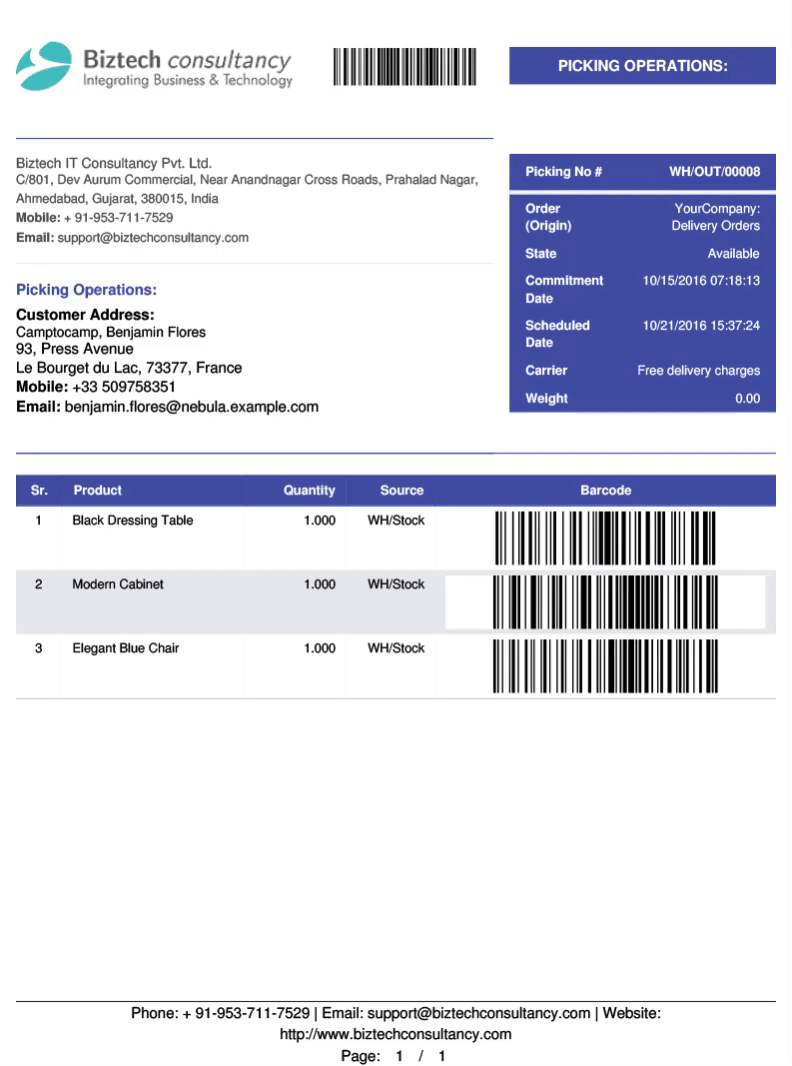 Biztech consultancy
Integrating Business & Technology
PICKING OPERATIONS:
Biztech IT Consultancy Pvt. Ltd.
C/801, Dev Aurum Commercial, Near Anandnagar Cross Roads, Prahalad Nagar,
Ahmedabad, Gujarat, 380015, India
Mobile: + 91-953-711-7529
Email: support@biztechconsultancy.com
Picking Operations:
Customer Address:
Camptocamp, Benjamin Flores
93, Press Avenue
Le Bourget du Lac, 73377, France
Mobile: +33 509758351
Email: benjamin.flores@nebula.example.com
Picking No # WH/OUT/00008
Order YourCompany:
(Origin) Delivery Orders
State Available
Commitment 10/15/2016 07:18:13
Date
Scheduled 10/21/2016 15:37:24
Date
Carrier Free delivery charges
Weight 0.00
Sr. Product Quantity Source Barcode
1 Black Dressing Table 1.000 WH/Stock
2 Modern Cabinet 1.000 WH/Stock
3 Elegant Blue Chair 1.000 WH/Stock
Phone: + 91-953-711-7529 | Email: support@biztechconsultancy.com | Website:
http://www.biztechconsultancy.com
Page: 1 / 1